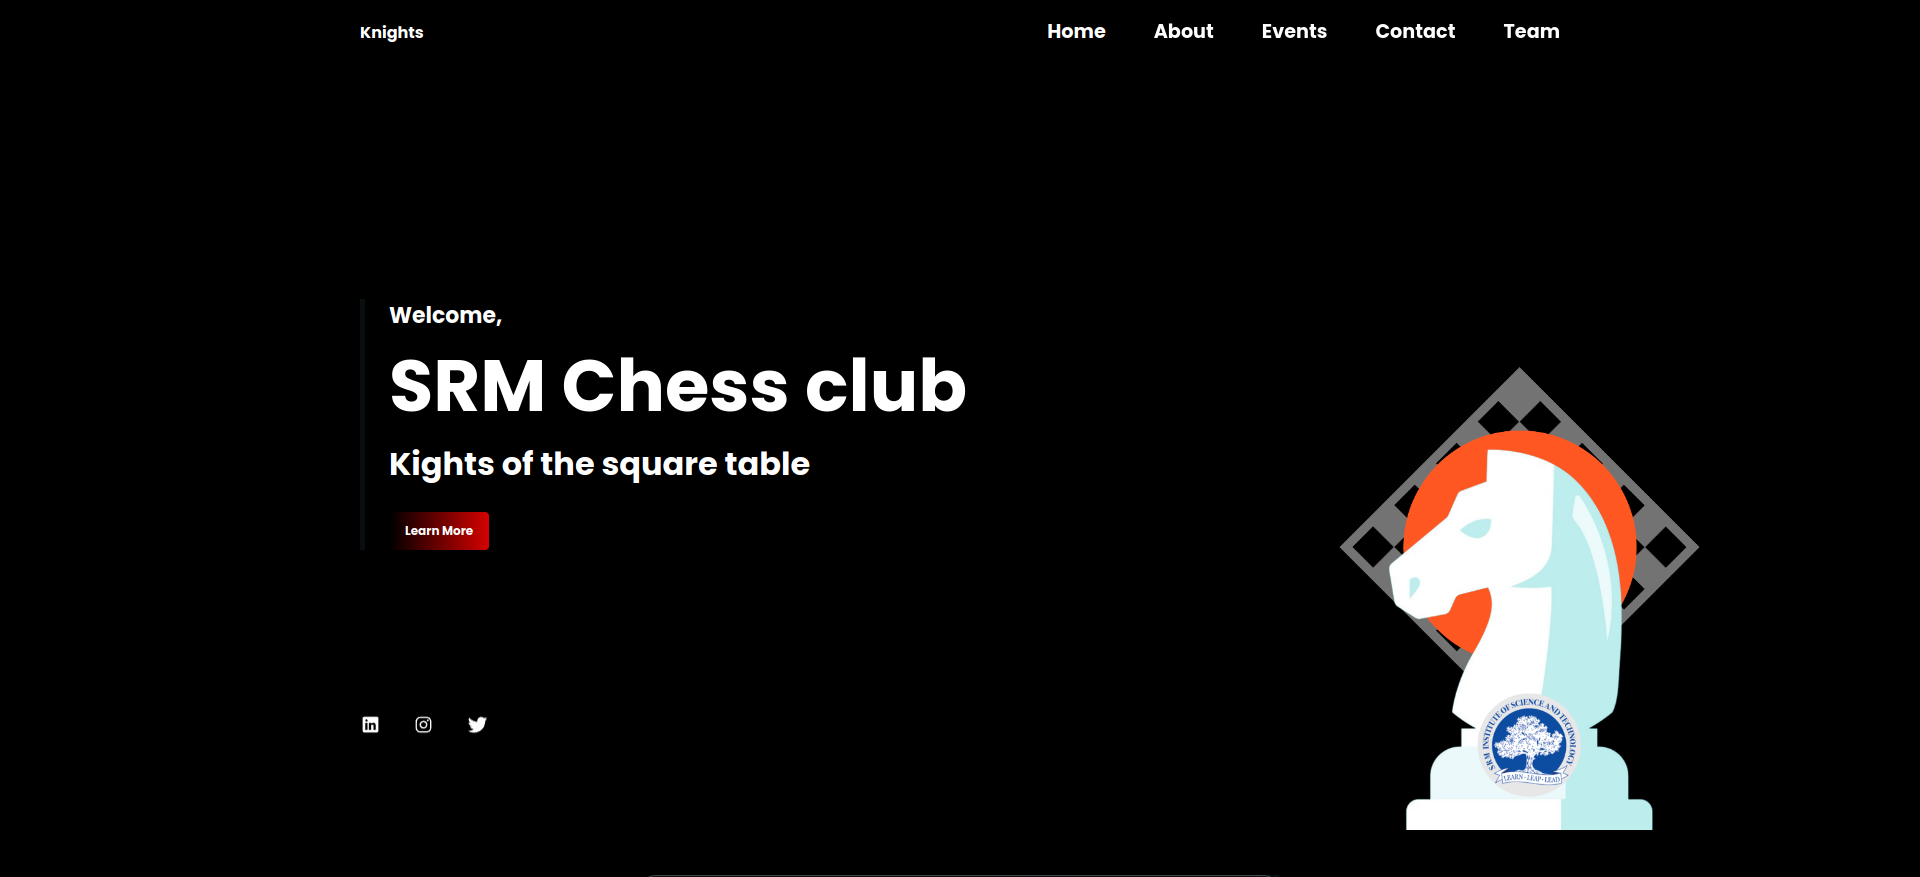 Knights
Home About Events Contact Team
Welcome,
SRM Chess club
Kights of the square table
Learn More
in
SRM INSTITUTE OF SCIENCE AND TECHNOLOGY
LEARN - LEAP - LEAD